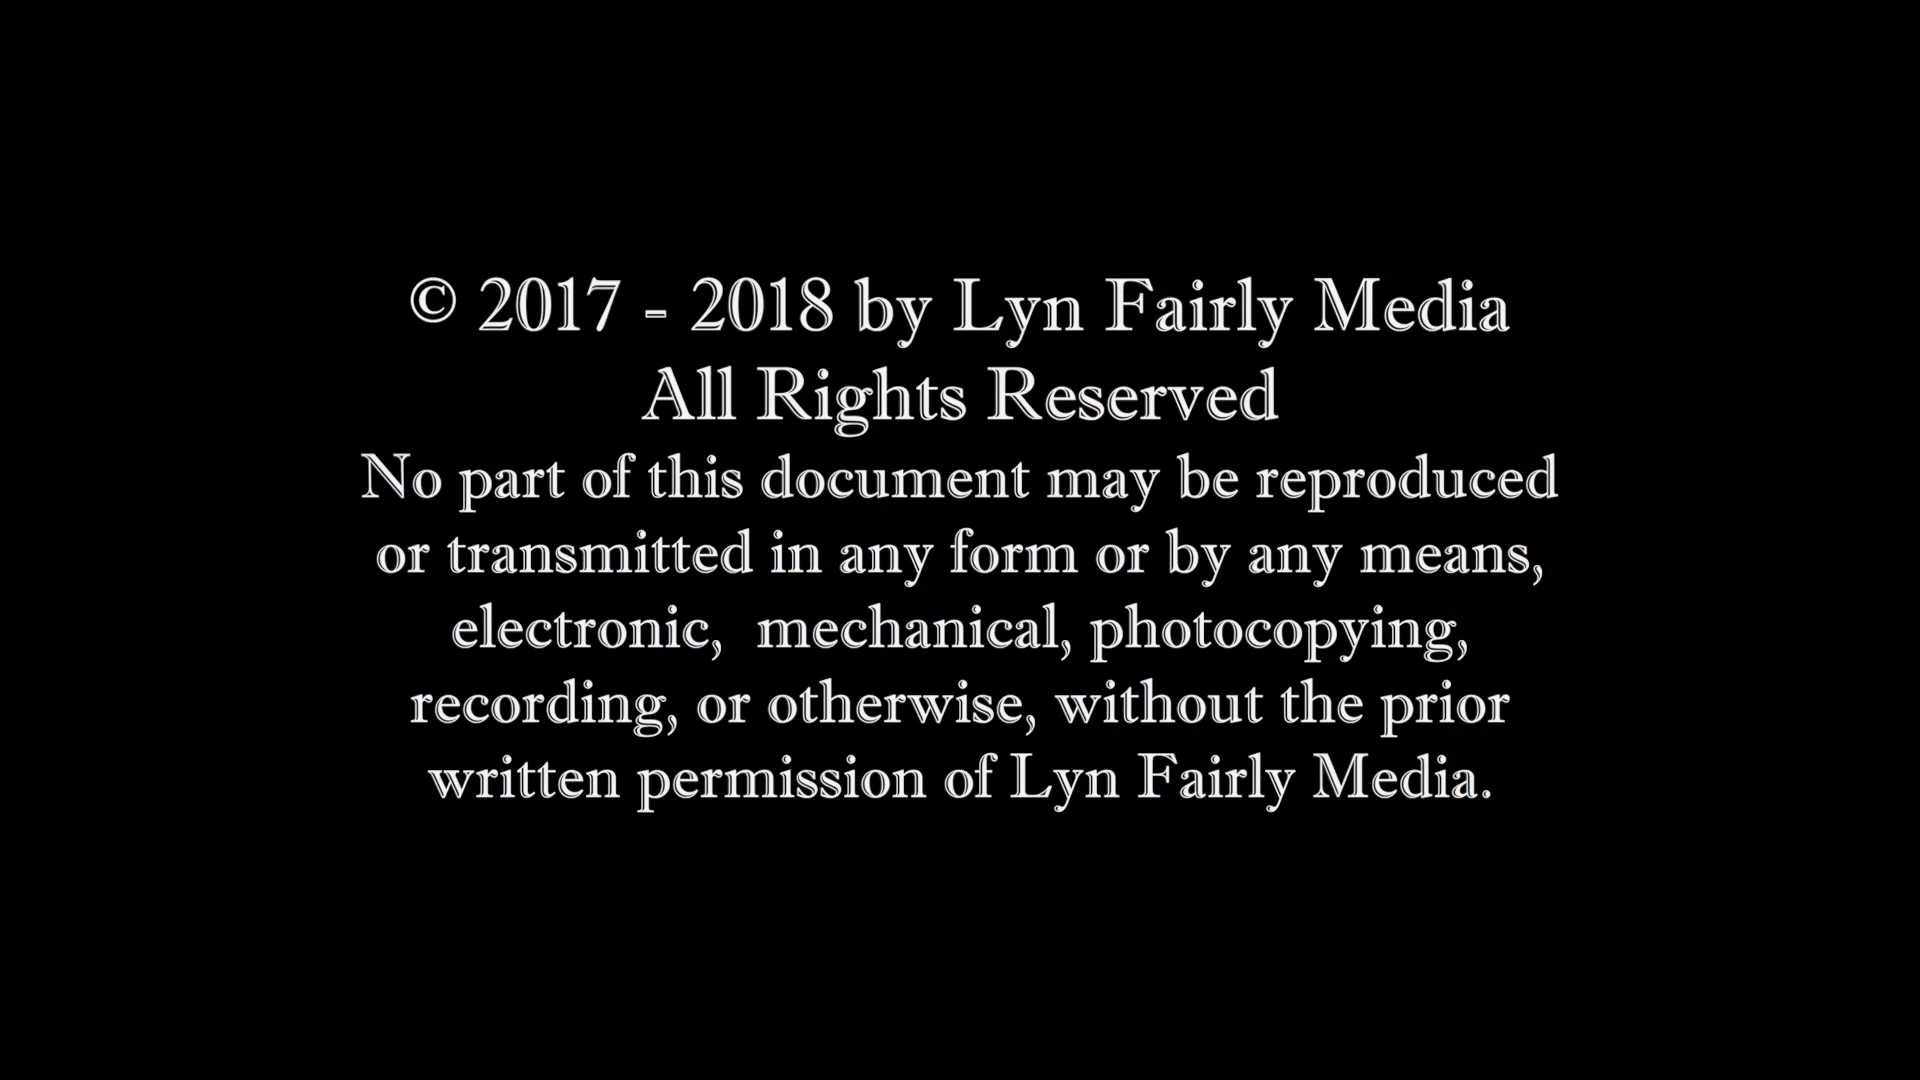 © 2017 - 2018 by Lyn Fairly Media
All Rights Reserved
No part of this document may be reproduced
or transmitted in any form or by any means,
electronic,  mechanical, photocopying,
recording, or otherwise, without the prior
written permission of Lyn Fairly Media.